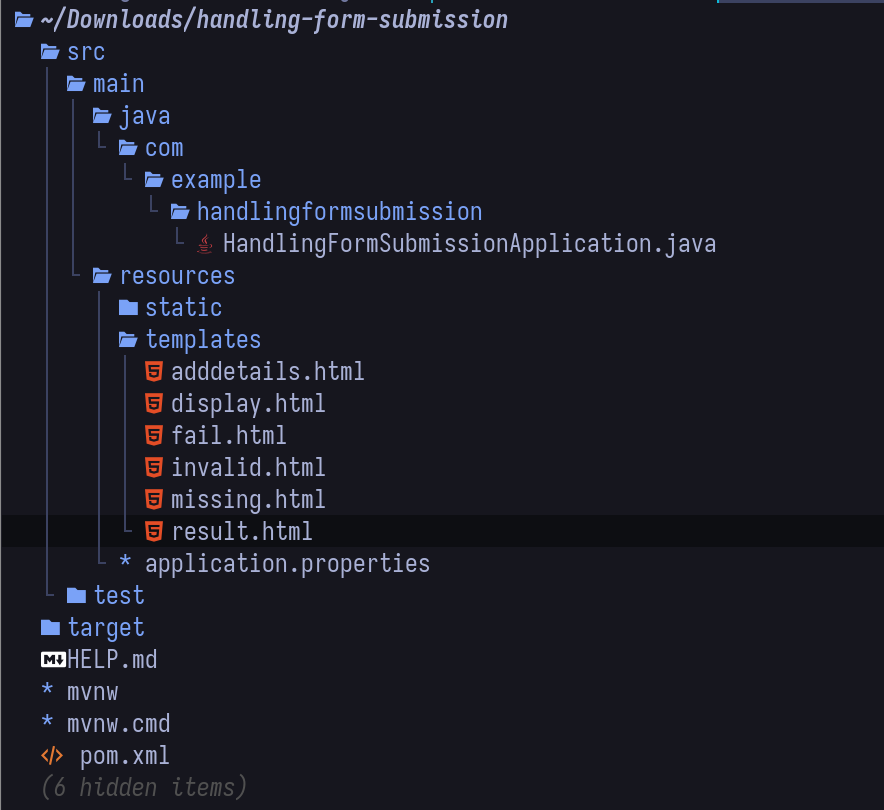 ~/Downloads/handling-form-submission
src
main
java
com
example
handlingformsubmission
HandlingFormSubmissionApplication.java
resources
static
templates
adddetails.html
display.html
fail.html
invalid.html
missing.html
result.html
* application.properties
test
target
M↓HELP.md
* mvnw
* mvnw.cmd
</> pom.xml
(6 hidden items)